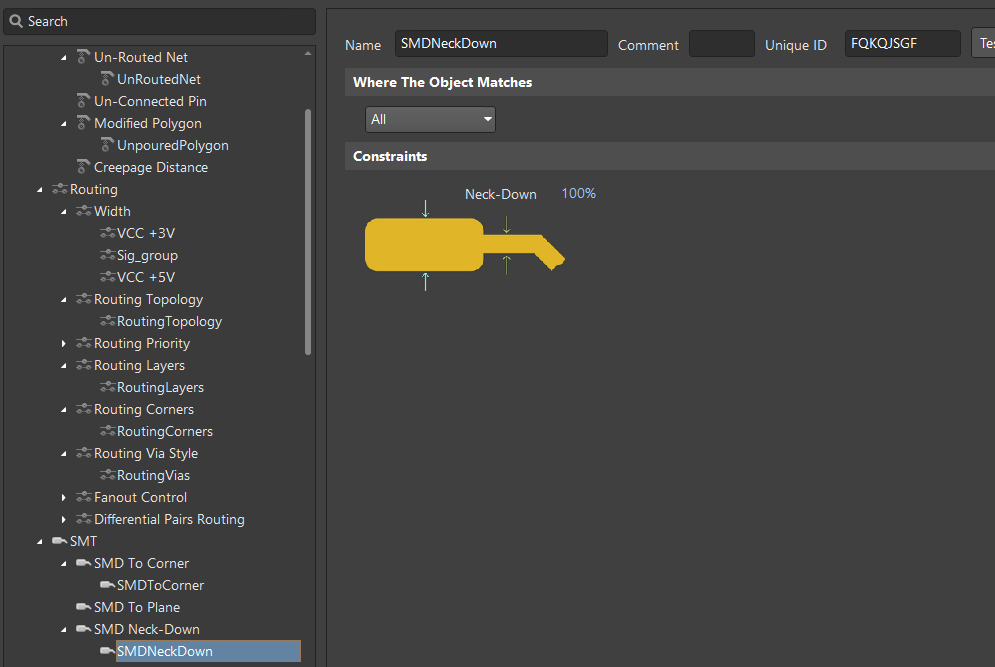 Search
Un-Routed Net
UnRoutedNet
Un-Connected Pin
Modified Polygon
UnpouredPolygon
Creepage Distance
Routing
Width
VCC +3V
Sig_group
VCC +5V
Routing Topology
RoutingTopology
Routing Priority
Routing Layers
RoutingLayers
Routing Corners
RoutingCorners
Routing Via Style
RoutingVias
Fanout Control
Differential Pairs Routing
SMT
SMD To Corner
SMDToCorner
SMD To Plane
SMD Neck-Down
SMDNeckDown
Name SMDNeckDown Comment Unique ID FQKQJSGF Tes
Where The Object Matches
All
Constraints
Neck-Down 100%